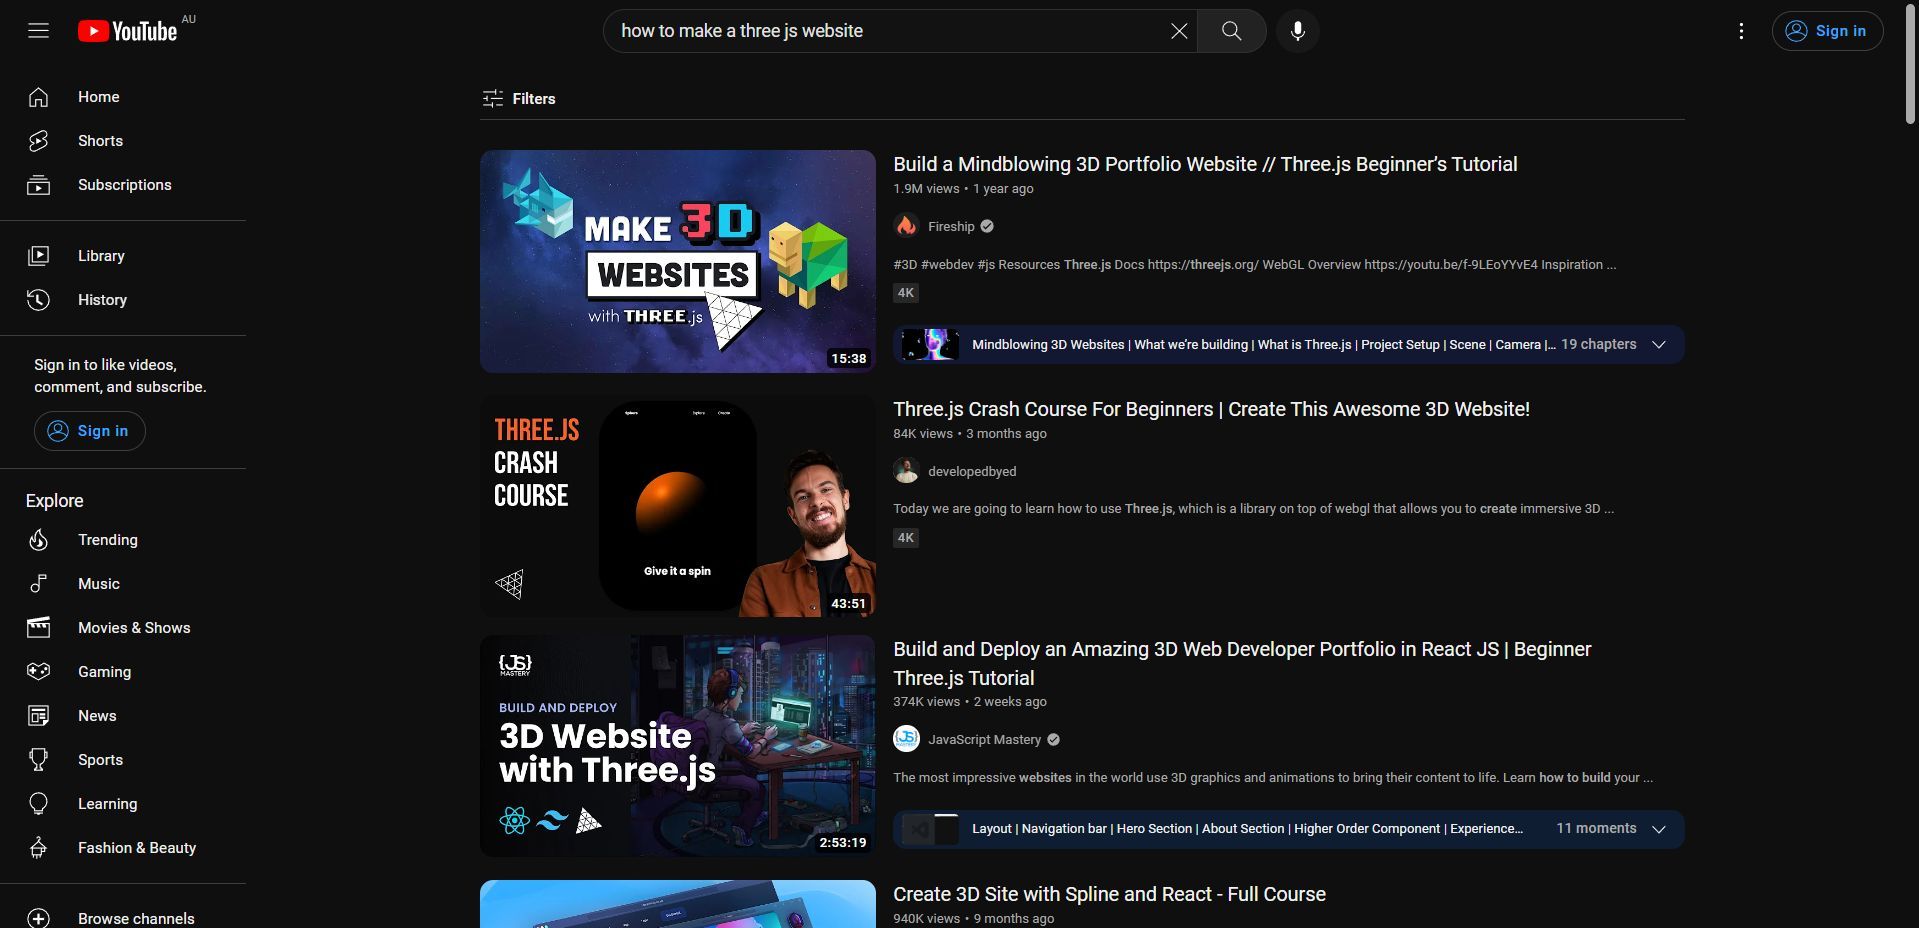 YouTube AU
how to make a three js website
Sign in
Home
Shorts
Subscriptions
Library
History
Sign in to like videos,
comment, and subscribe.
Sign in
Explore
Trending
Music
Movies & Shows
Gaming
News
Sports
Learning
Fashion & Beauty
Browse channels
Filters
MAKE 3D
WEBSITES
with THREE.js
15:38
Build a Mindblowing 3D Portfolio Website // Three.js Beginner’s Tutorial
1.9M views • 1 year ago
Fireship
#3D #webdev #js Resources Three.js Docs https://threejs.org/ WebGL Overview https://youtu.be/f-9LEoYYvE4 Inspiration ...
4K
Mindblowing 3D Websites | What we’re building | What is Three.js | Project Setup | Scene | Camera |... 19 chapters
THREE.JS
CRASH
COURSE
Explore Create
Give it a spin
43:51
Three.js Crash Course For Beginners | Create This Awesome 3D Website!
84K views • 3 months ago
developedbyed
Today we are going to learn how to use Three.js, which is a library on top of webgl that allows you to create immersive 3D ...
4K
{JS}
MASTERY
BUILD AND DEPLOY
3D Website
with Three.js
2:53:19
Build and Deploy an Amazing 3D Web Developer Portfolio in React JS | Beginner
Three.js Tutorial
374K views • 2 weeks ago
JS
MASTERY
JavaScript Mastery
The most impressive websites in the world use 3D graphics and animations to bring their content to life. Learn how to build your ...
Layout | Navigation bar | Hero Section | About Section | Higher Order Component | Experience... 11 moments
Create 3D Site with Spline and React - Full Course
940K views • 9 months ago